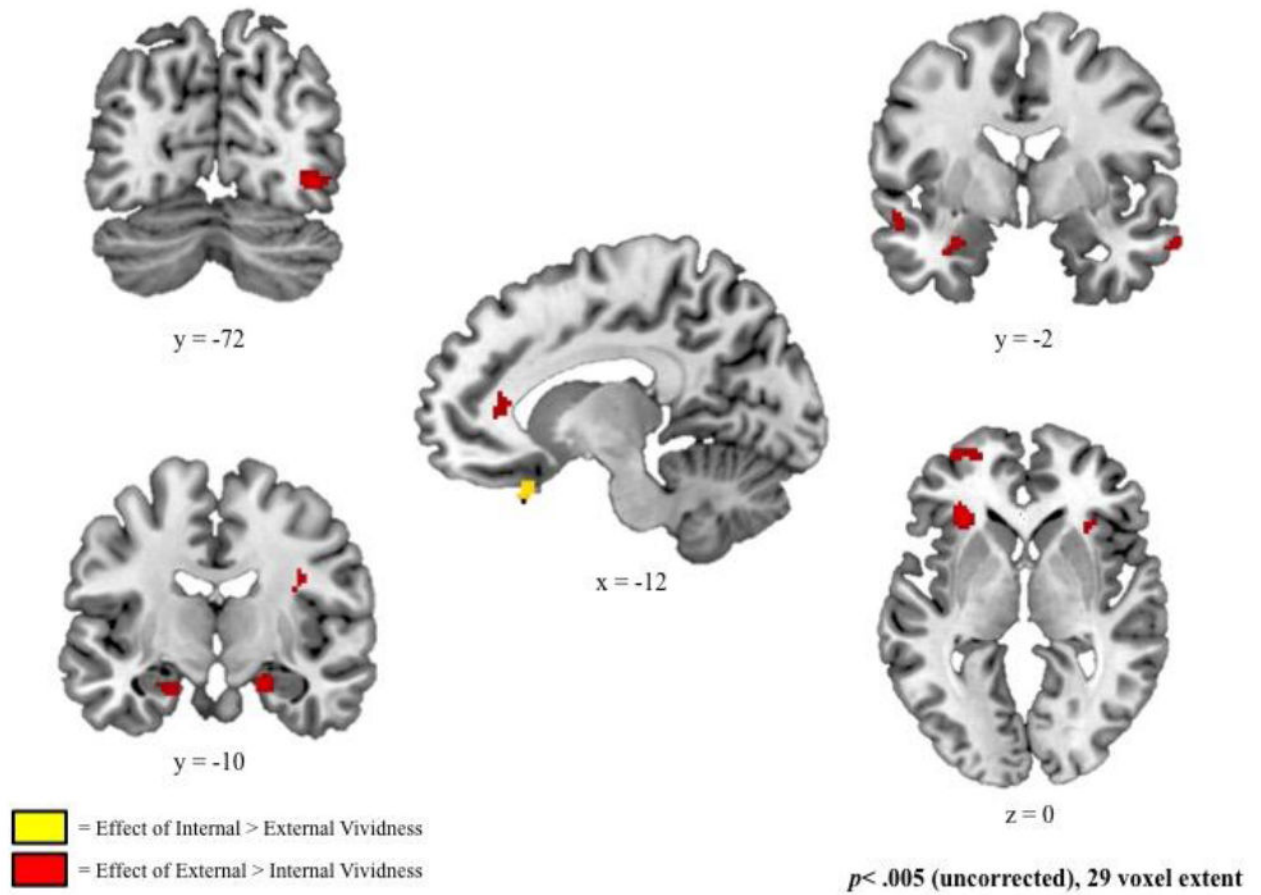 y = -72
y = -2
x = -12
y = -10
z = 0
= Effect of Internal > External Vividness
= Effect of External > Internal Vividness
p< .005 (uncorrected), 29 voxel extent